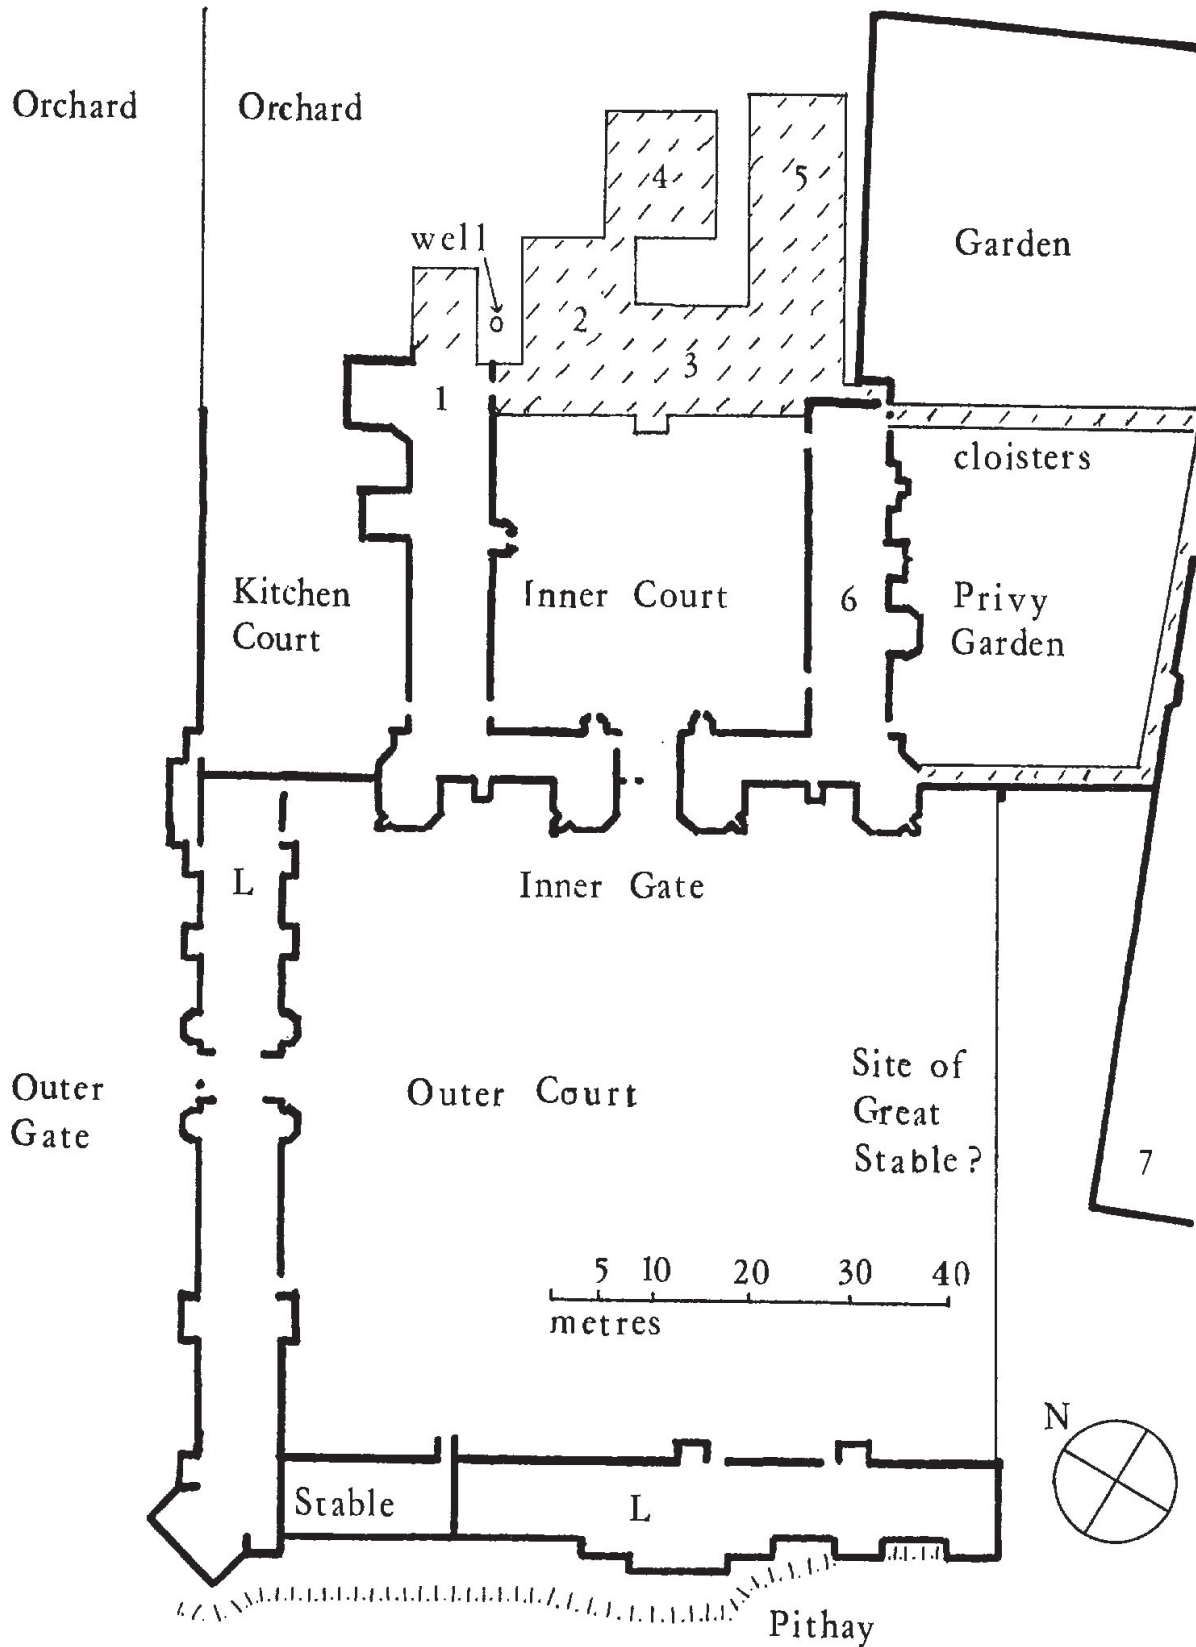 Orchard
Orchard
4
5
well
Garden
2
3
1
cloisters
Kitchen
Court
Inner Court
6
Privy
Garden
L
Inner Gate
Outer
Gate
Outer Court
Site of
Great
Stable?
7
5 10 20 30 40
metres
N
Stable
L
Pithay